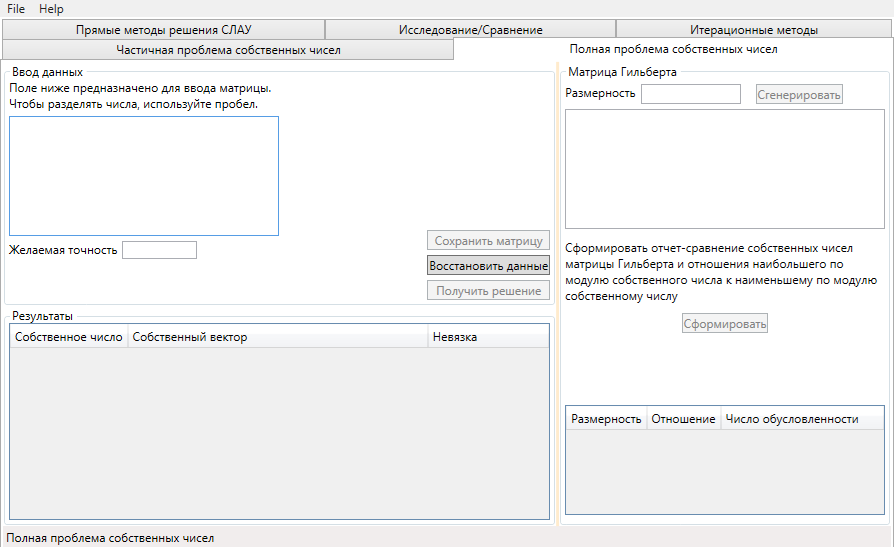 File Help
Прямые методы решения СЛАУ
Исследование/Сравнение
Итерационные методы
Частичная проблема собственных чисел
Полная проблема собственных чисел
Ввод данных
Поле ниже предназначено для ввода матрицы.
Чтобы разделять числа, используйте пробел.
Желаемая точность
Сохранить матрицу
Восстановить данные
Получить решение
Результаты
Собственное число
Собственный вектор
Невязка
Матрица Гильберта
Размерность
Сгенерировать
Сформировать отчет-сравнение собственных чисел
матрицы Гильберта и отношения наибольшего по
модулю собственного числа к наименьшему по модулю
собственному числу
Сформировать
Размерность
Отношение
Число обусловленности
Полная проблема собственных чисел